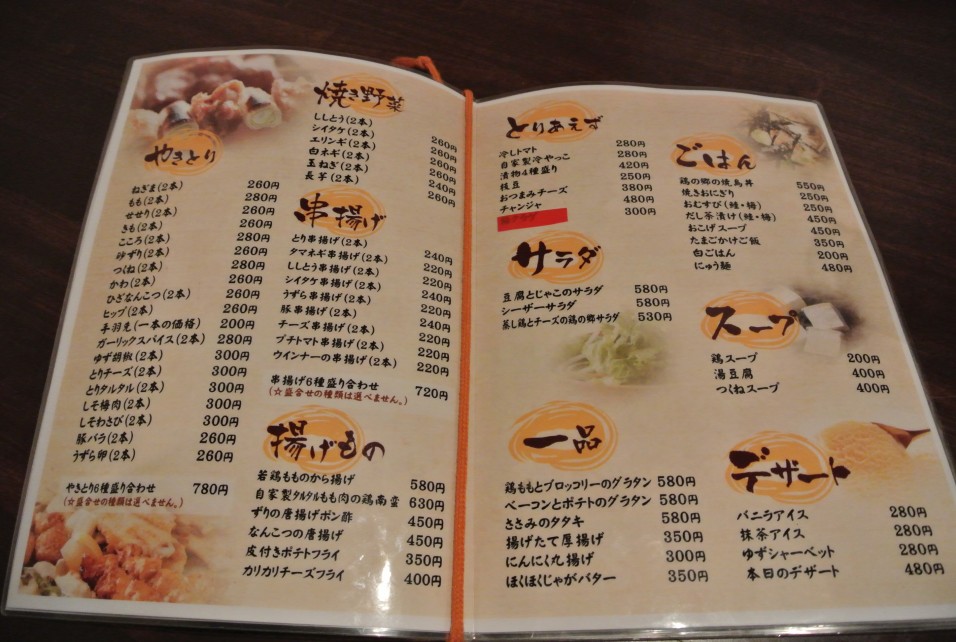 やきとり
ねぎま(2本) 260円
もも(2本) 280円
せせり(2本) 260円
きも(2本) 260円
こころ(2本) 280円
砂ずり(2本) 260円
つくね(2本) 280円
かわ(2本) 260円
ひざなんこつ(2本) 260円
ヒップ(2本) 260円
手羽先(一本の価格) 200円
ガーリックスパイス(2本) 280円
ゆず胡椒(2本) 300円
とりチーズ(2本) 300円
とりタルタル(2本) 300円
しそ梅肉(2本) 300円
しそわさび(2本) 300円
豚バラ(2本) 260円
うずら卵(2本) 260円
やきとり6種盛り合わせ 780円
(☆盛合せの種類は選べません。)
焼き野菜
ししとう(2本) 260円
シイタケ(2本) 260円
エリンギ(2本) 260円
白ネギ(2本) 260円
玉ねぎ(2本) 240円
長芋(2本) 260円
串揚げ
とり串揚げ(2本) 240円
タマネギ串揚げ(2本) 220円
ししとう串揚げ(2本) 220円
シイタケ串揚げ(2本) 240円
うずら串揚げ(2本) 220円
豚串揚げ(2本) 240円
チーズ串揚げ(2本) 220円
プチトマト串揚げ(2本) 220円
ウインナーの串揚げ(2本) 220円
串揚げ6種盛り合わせ 720円
(☆盛合せの種類は選べません。)
揚げもの
若鶏もものから揚げ 580円
自家製タルタルもも肉の鶏南蛮 630円
ずりの唐揚げポン酢 450円
なんこつの唐揚げ 450円
皮付きポテトフライ 350円
カリカリチーズフライ 400円
とりあえず
冷しトマト 280円
自家製冷やっこ 280円
漬物4種盛り 420円
枝豆 250円
おつまみチーズ 380円
チャンジャ 480円
300円
サラダ
豆腐とじゃこのサラダ 580円
シーザーサラダ 580円
蒸し鶏とチーズの鶏の郷サラダ 530円
一品
鶏ももとブロッコリーのグラタン 580円
ベーコンとポテトのグラタン 580円
ささみのタタキ 580円
揚げたて厚揚げ 350円
にんにく丸揚げ 300円
ほくほくじゃがバター 350円
ごはん
鶏の郷の焼鳥丼 550円
焼きおにぎり 250円
おむすび(鮭・梅) 250円
だし茶漬け(鮭・梅) 450円
おこげスープ 450円
たまごかけご飯 350円
白ごはん 200円
にゅう麺 480円
スープ
鶏スープ 200円
湯豆腐 400円
つくねスープ 400円
デザート
バニラアイス 280円
抹茶アイス 280円
ゆずシャーベット 280円
本日のデザート 480円